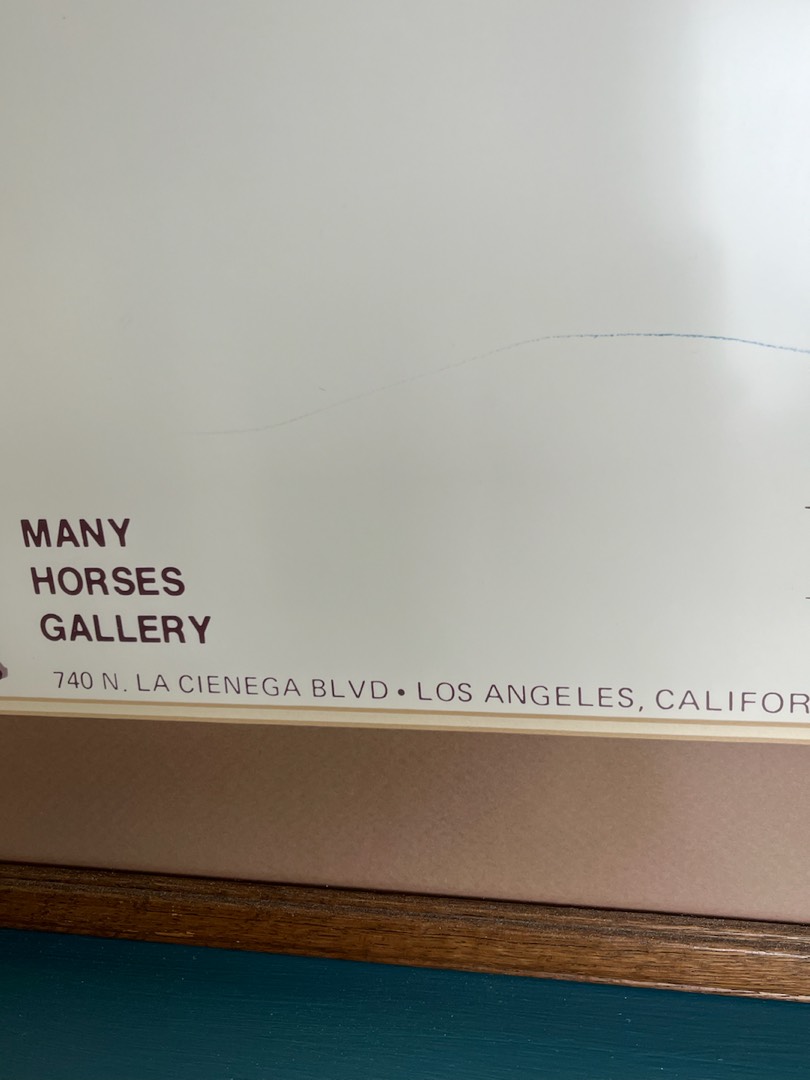 MANY
HORSES
GALLERY
740 N. LA CIENEGA BLVD • LOS ANGELES, CALIFOR